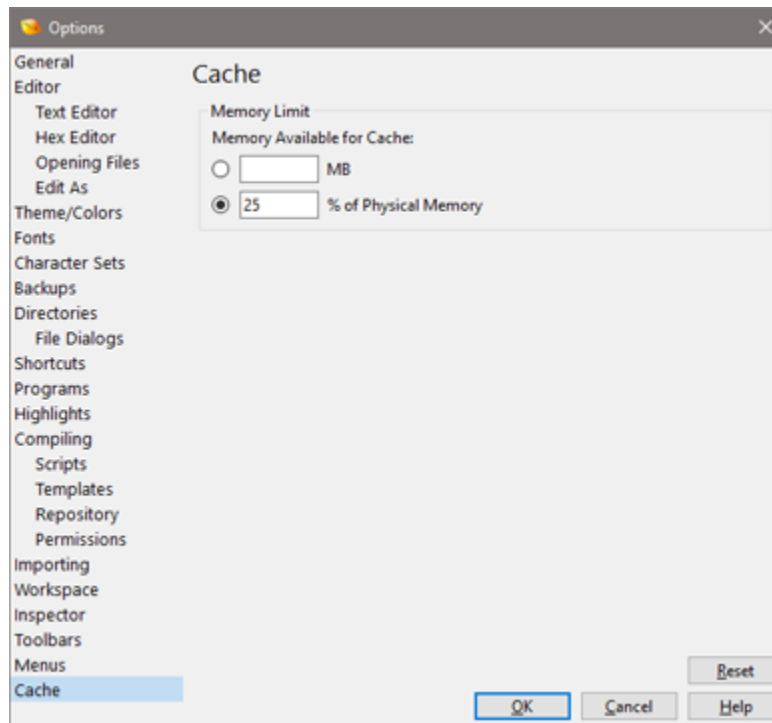 Options
General
Editor
Text Editor
Hex Editor
Opening Files
Edit As
Theme/Colors
Fonts
Character Sets
Backups
Directories
File Dialogs
Shortcuts
Programs
Highlights
Compiling
Scripts
Templates
Repository
Permissions
Importing
Workspace
Inspector
Toolbars
Menus
Cache
Cache
Memory Limit
Memory Available for Cache:
MB
25 % of Physical Memory
Reset
OK Cancel Help